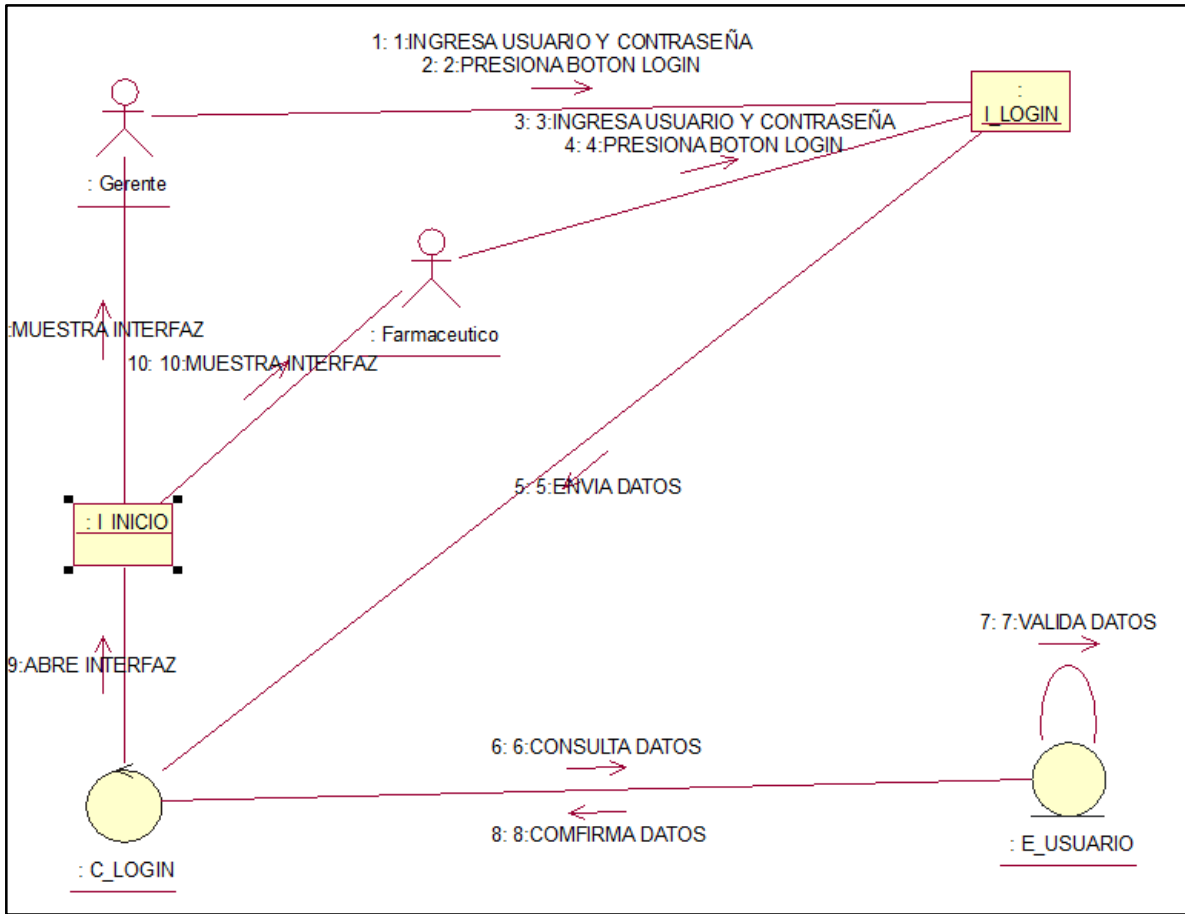 1: 1:INGRESA USUARIO Y CONTRASEÑA
2: 2:PRESIONA BOTON LOGIN
:
I_LOGIN
3: 3:INGRESA USUARIO Y CONTRASEÑA
4: 4:PRESIONA BOTON LOGIN
: Gerente
: Farmaceutico
:MUESTRA INTERFAZ
10: 10:MUESTRA INTERFAZ
5: 5:ENVIA DATOS
: I_INICIO
7: 7:VALIDA DATOS
9:ABRE INTERFAZ
6: 6:CONSULTA DATOS
8: 8:COMFIRMA DATOS
: E_USUARIO
: C_LOGIN